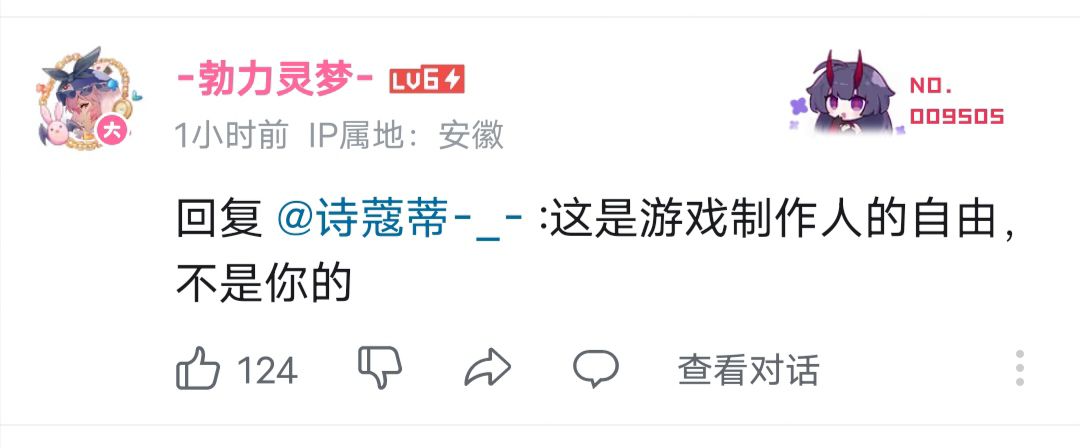 -勃力灵梦- LV6
NO.
009505
1小时前 IP属地：安徽
大
回复 @诗蔻蒂-_- :这是游戏制作人的自由，
不是你的
124 查看对话